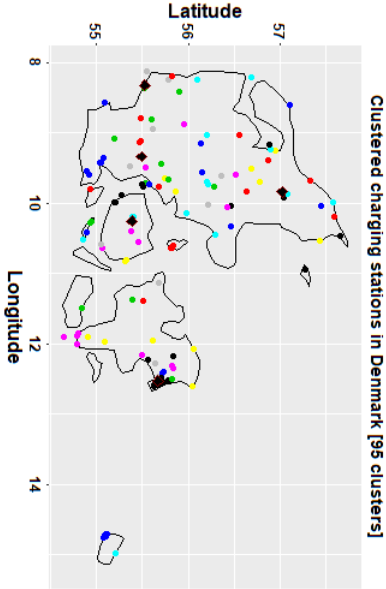 Clustered charging stations in Denmark [95 clusters]
Latitude
57
56
55
8
10
12
14
Longitude